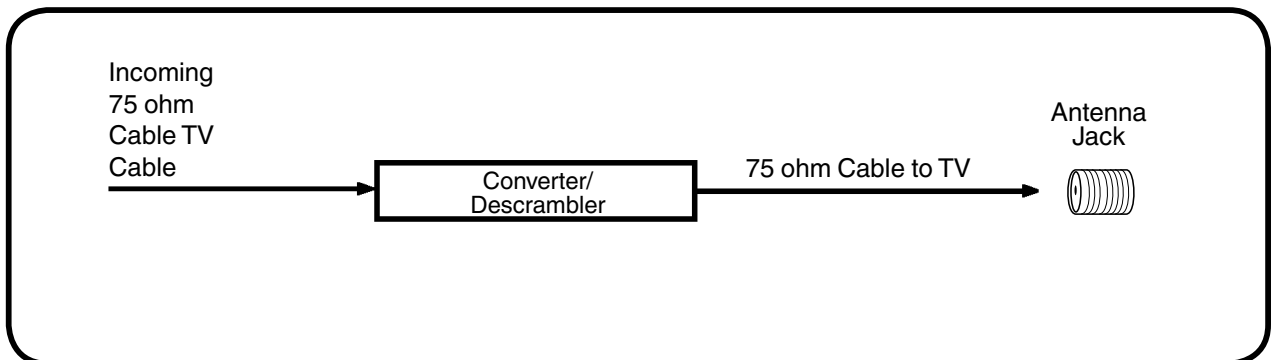 Incoming
75 ohm
Cable TV
Cable
Converter/
Descrambler
75 ohm Cable to TV
Antenna
Jack